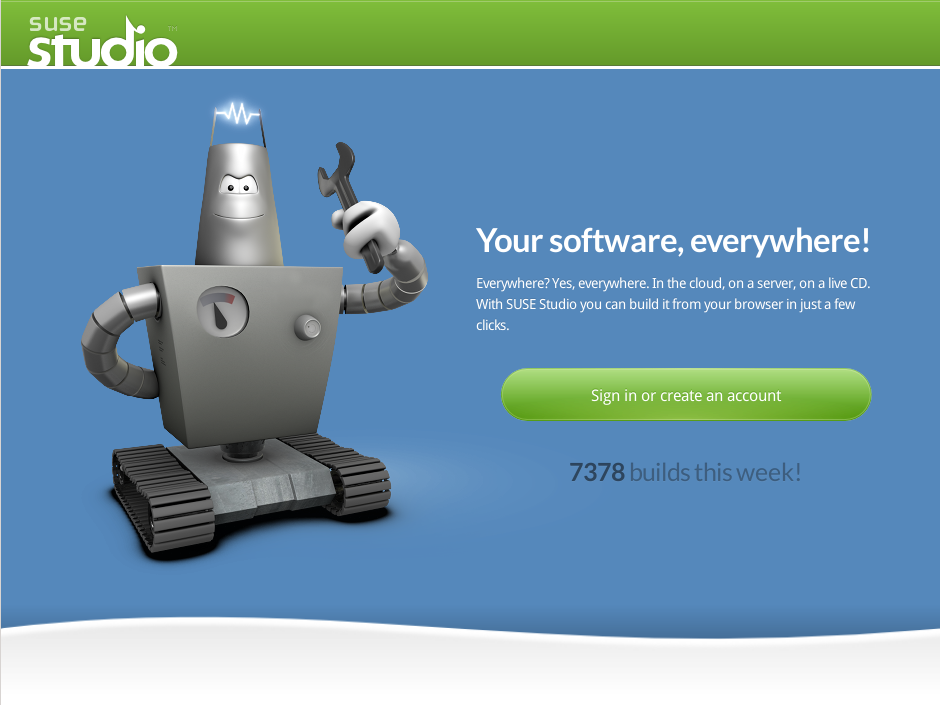 suse
studio™
Your software, everywhere!
Everywhere? Yes, everywhere. In the cloud, on a server, on a live CD.
With SUSE Studio you can build it from your browser in just a few
clicks.
Sign in or create an account
7378 builds this week!